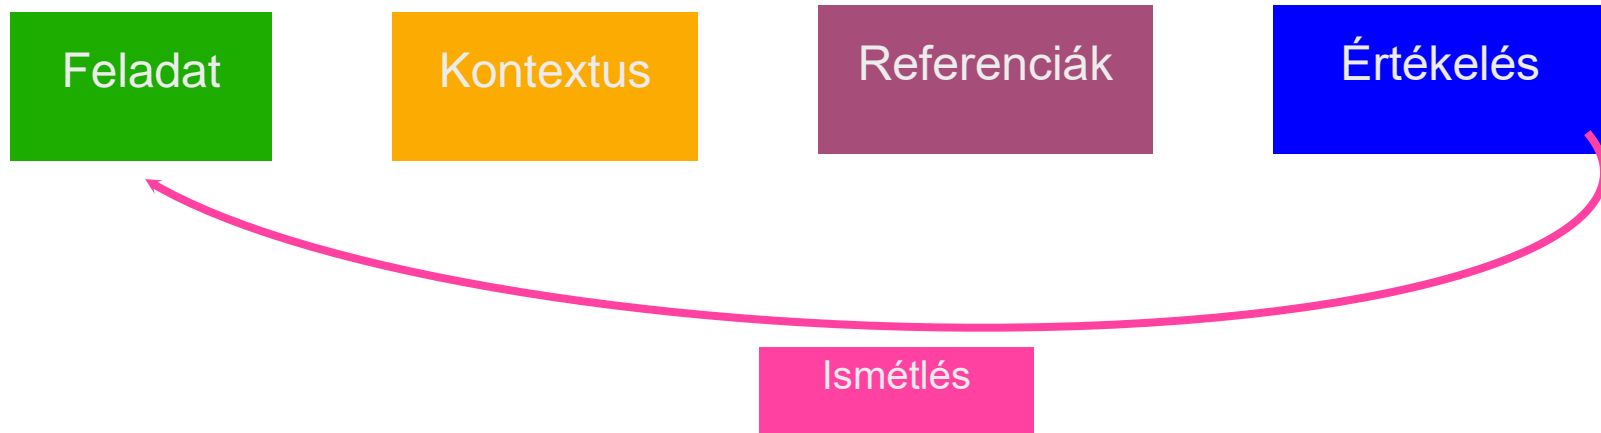 Feladat
Kontextus
Referenciák
Értékelés
Ismétlés